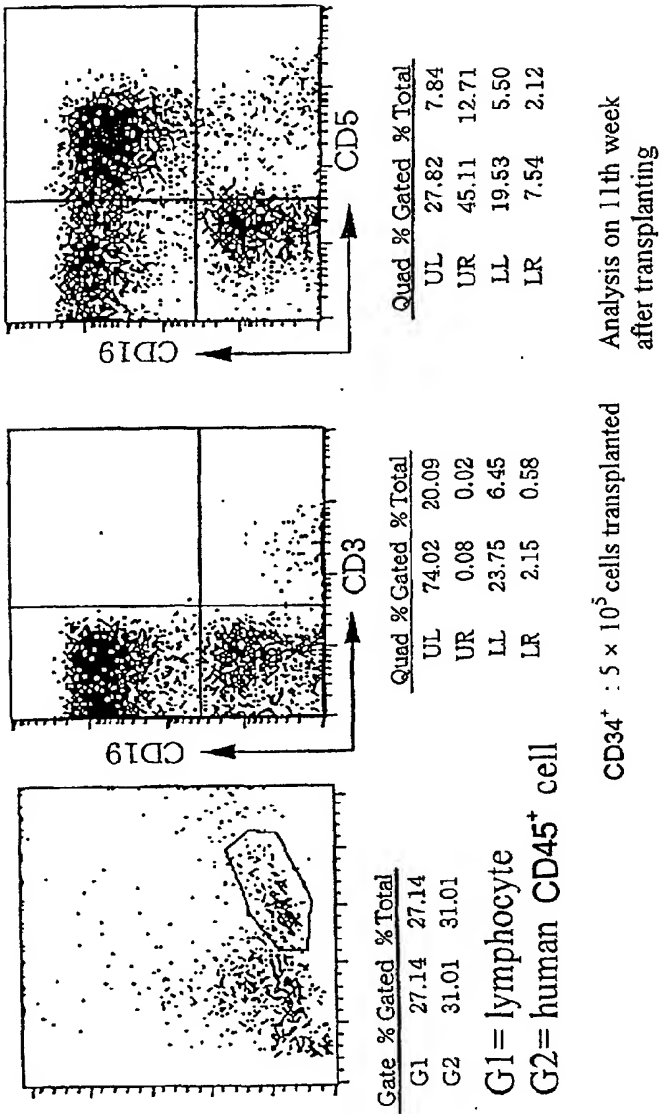 CD19
CD19
CD3
CD5
Gate % Gated % Total
G1 27.14 27.14
G2 31.01 31.01
G1= lymphocyte
G2= human CD45⁺ cell
Quad % Gated % Total
UL 74.02 20.09
UR 0.08 0.02
LL 23.75 6.45
LR 2.15 0.58
Quad % Gated % Total
UL 27.82 7.84
UR 45.11 12.71
LL 19.53 5.50
LR 7.54 2.12
CD34⁺ : 5 × 10⁵ cells transplanted
Analysis on 11th week
after transplanting